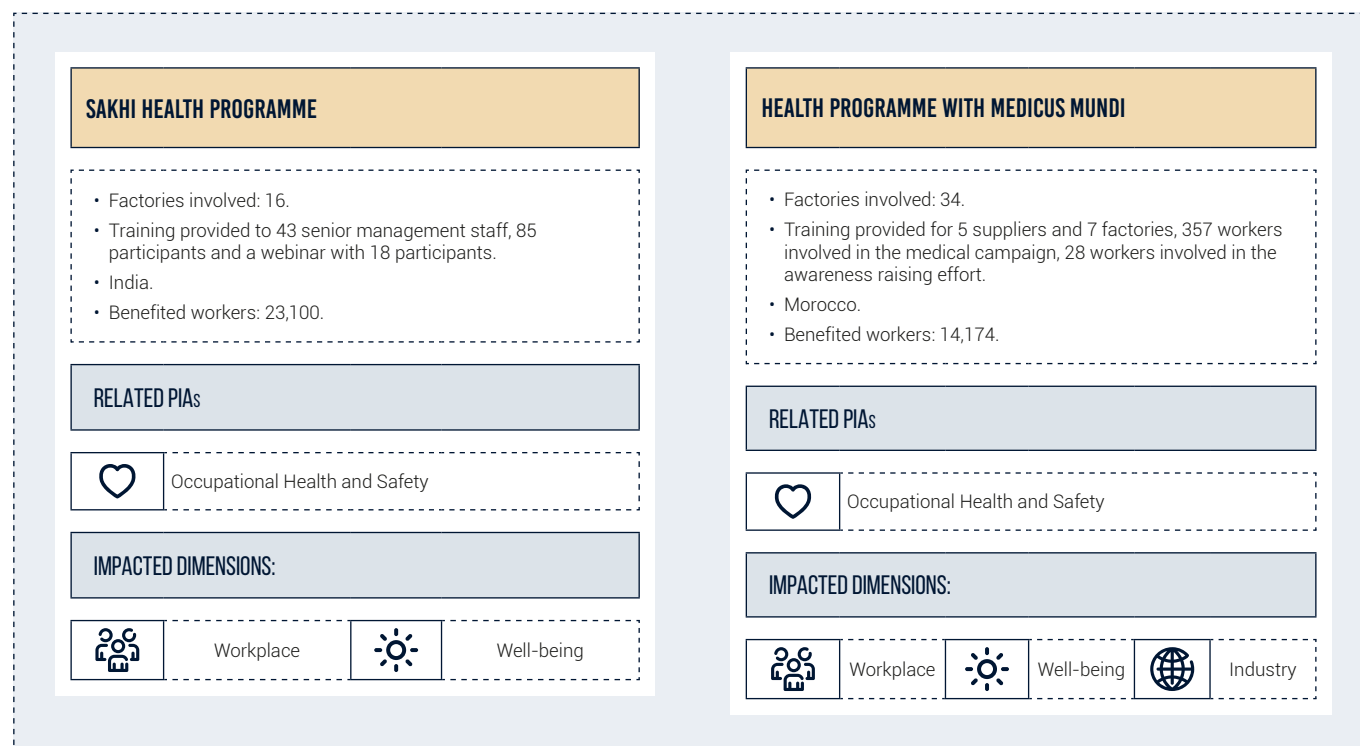 SAKHI HEALTH PROGRAMME
• Factories involved: 16.
• Training provided to 43 senior management staff, 85
participants and a webinar with 18 participants.
• India.
• Benefited workers: 23,100.
RELATED PIAs
Occupational Health and Safety
IMPACTED DIMENSIONS:
Workplace
Well-being
HEALTH PROGRAMME WITH MEDICUS MUNDI
• Factories involved: 34.
• Training provided for 5 suppliers and 7 factories, 357 workers
involved in the medical campaign, 28 workers involved in the
awareness raising effort.
• Morocco.
• Benefited workers: 14,174.
RELATED PIAs
Occupational Health and Safety
IMPACTED DIMENSIONS:
Workplace
Well-being
Industry